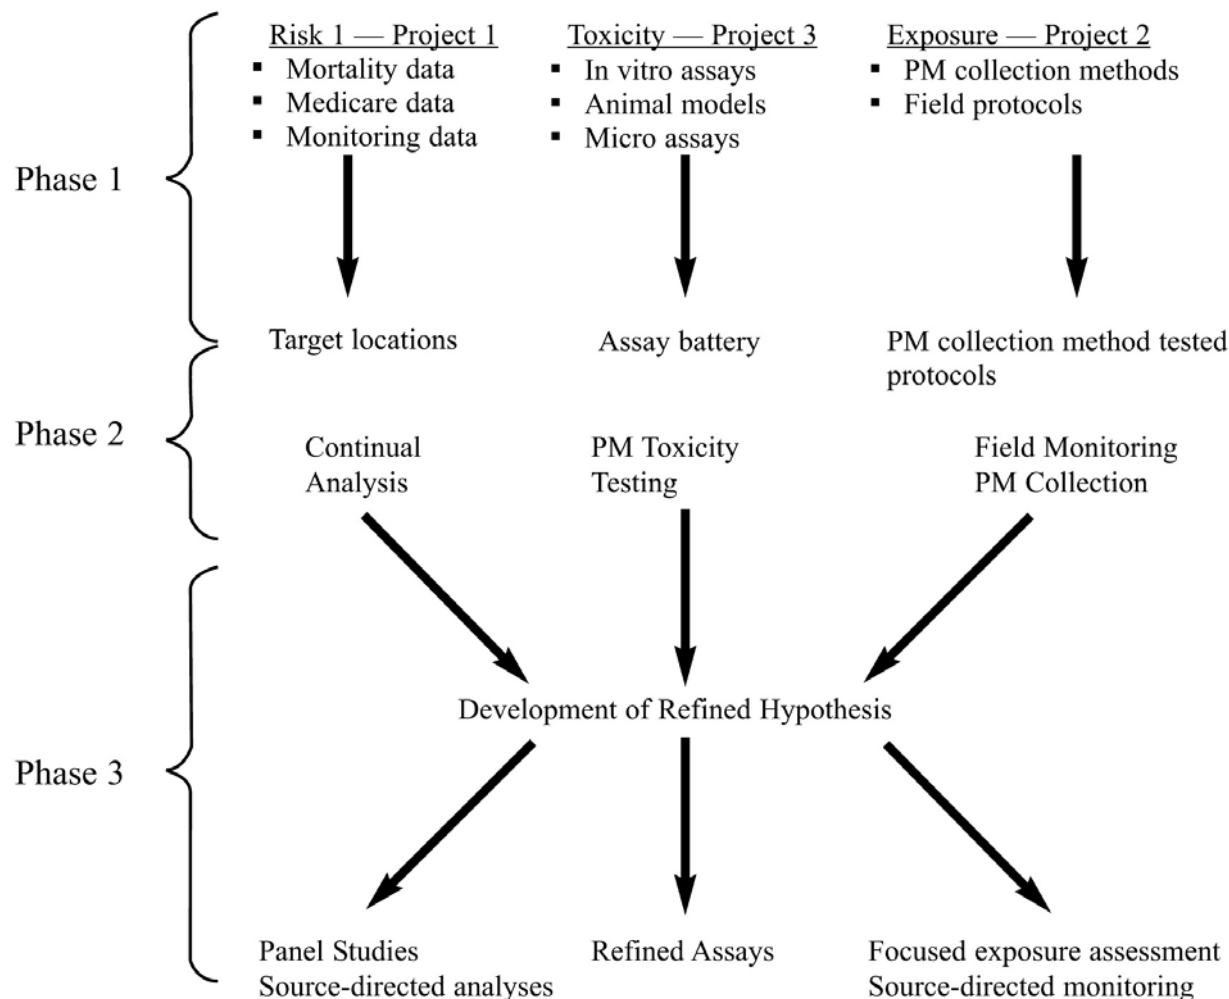 Risk 1 — Project 1
▪ Mortality data
▪ Medicare data
▪ Monitoring data
Toxicity — Project 3
▪ In vitro assays
▪ Animal models
▪ Micro assays
Exposure — Project 2
▪ PM collection methods
▪ Field protocols
Phase 1
Target locations
Assay battery
PM collection method tested
protocols
Phase 2
Continual
Analysis
PM Toxicity
Testing
Field Monitoring
PM Collection
Development of Refined Hypothesis
Phase 3
Panel Studies
Source-directed analyses
Refined Assays
Focused exposure assessment
Source-directed monitoring